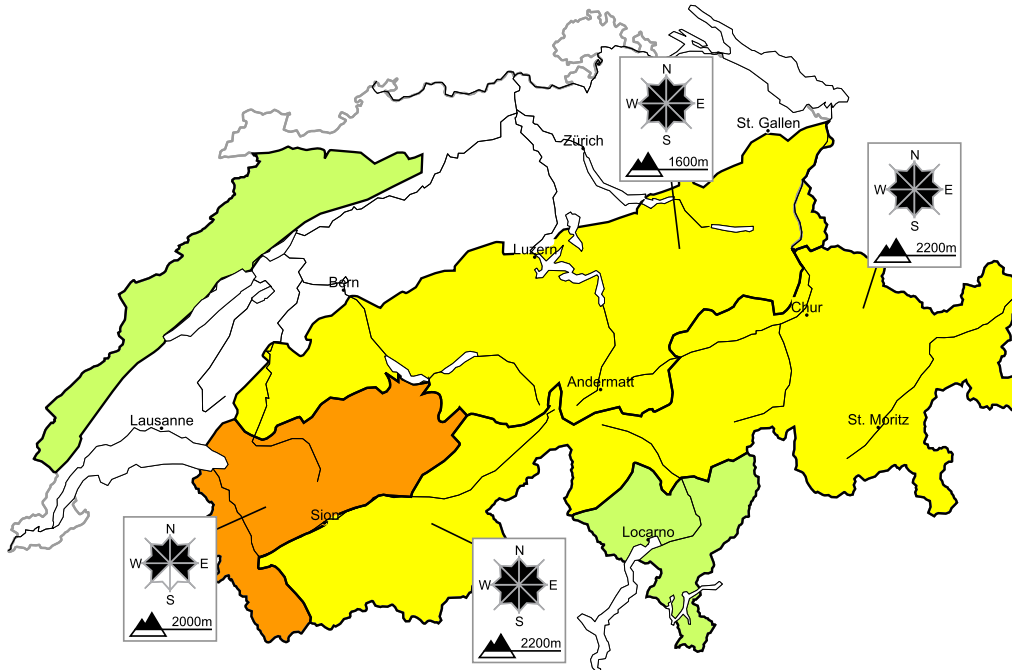 N
W E
S
1600m
St. Gallen
Zürich
N
W E
S
2200m
Luzern
Bern
Chur
Andermatt
Lausanne
St. Moritz
Sion
Locarno
N
W E
S
2000m
N
W E
S
2200m